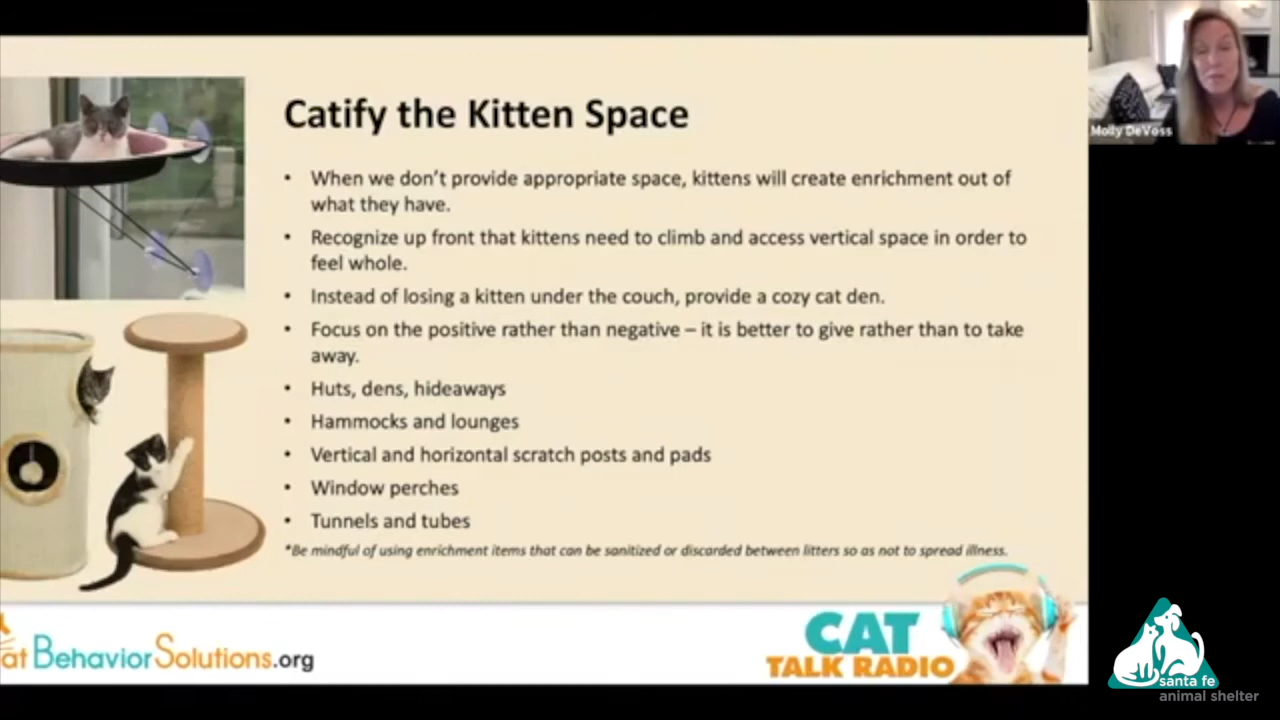 Catify the Kitten Space
• When we don't provide appropriate space, kittens will create enrichment out of
what they have.
• Recognize up front that kittens need to climb and access vertical space in order to
feel whole.
• Instead of losing a kitten under the couch, provide a cozy cat den.
• Focus on the positive rather than negative – it is better to give rather than to take
away.
• Huts, dens, hideaways
• Hammocks and lounges
• Vertical and horizontal scratch posts and pads
• Window perches
• Tunnels and tubes
*Be mindful of using enrichment items that can be sanitized or discarded between litters so as not to spread illness.
at BehaviorSolutions.org
CAT
TALK RADIO
Molly DeVoss
santa fe
animal shelter